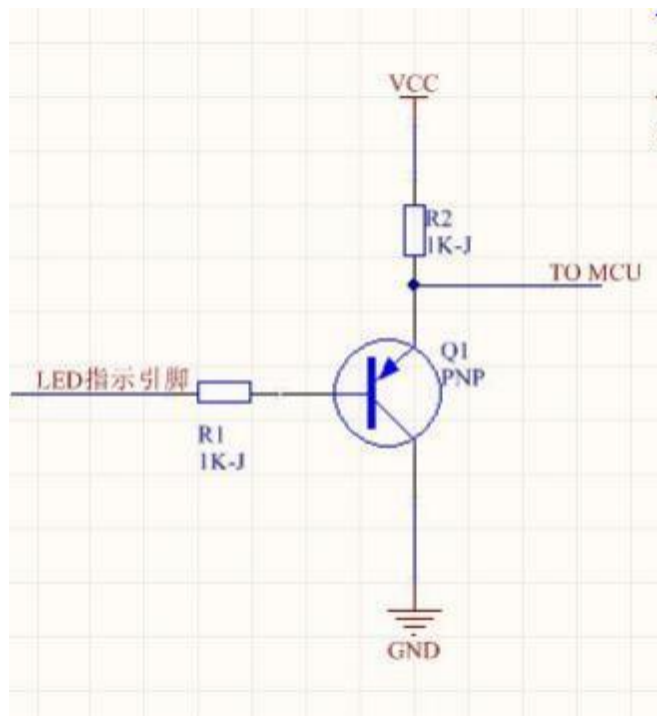 VCC
R2
1K-J
TO MCU
Q1
PNP
LED指示引脚
R1
1K-J
GND